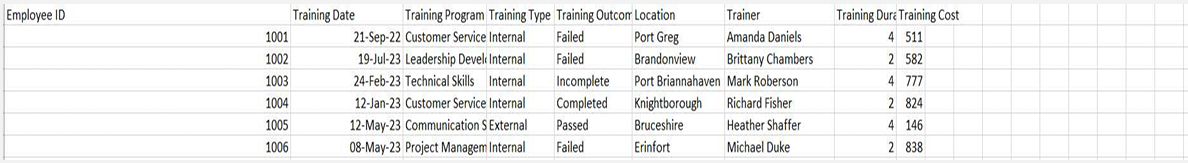 Employee ID Training Date Training Program Training Type Training Outcom Location Trainer Training Dura Training Cost
1001 21-Sep-22 Customer Service Internal Failed Port Greg Amanda Daniels 4 511
1002 19-Jul-23 Leadership Devel Internal Failed Brandonview Brittany Chambers 2 582
1003 24-Feb-23 Technical Skills Internal Incomplete Port Briannahaven Mark Roberson 4 777
1004 12-Jan-23 Customer Service Internal Completed Knightborough Richard Fisher 2 824
1005 12-May-23 Communication S External Passed Bruceshire Heather Shaffer 4 146
1006 08-May-23 Project Managem Internal Failed Erinfort Michael Duke 2 838